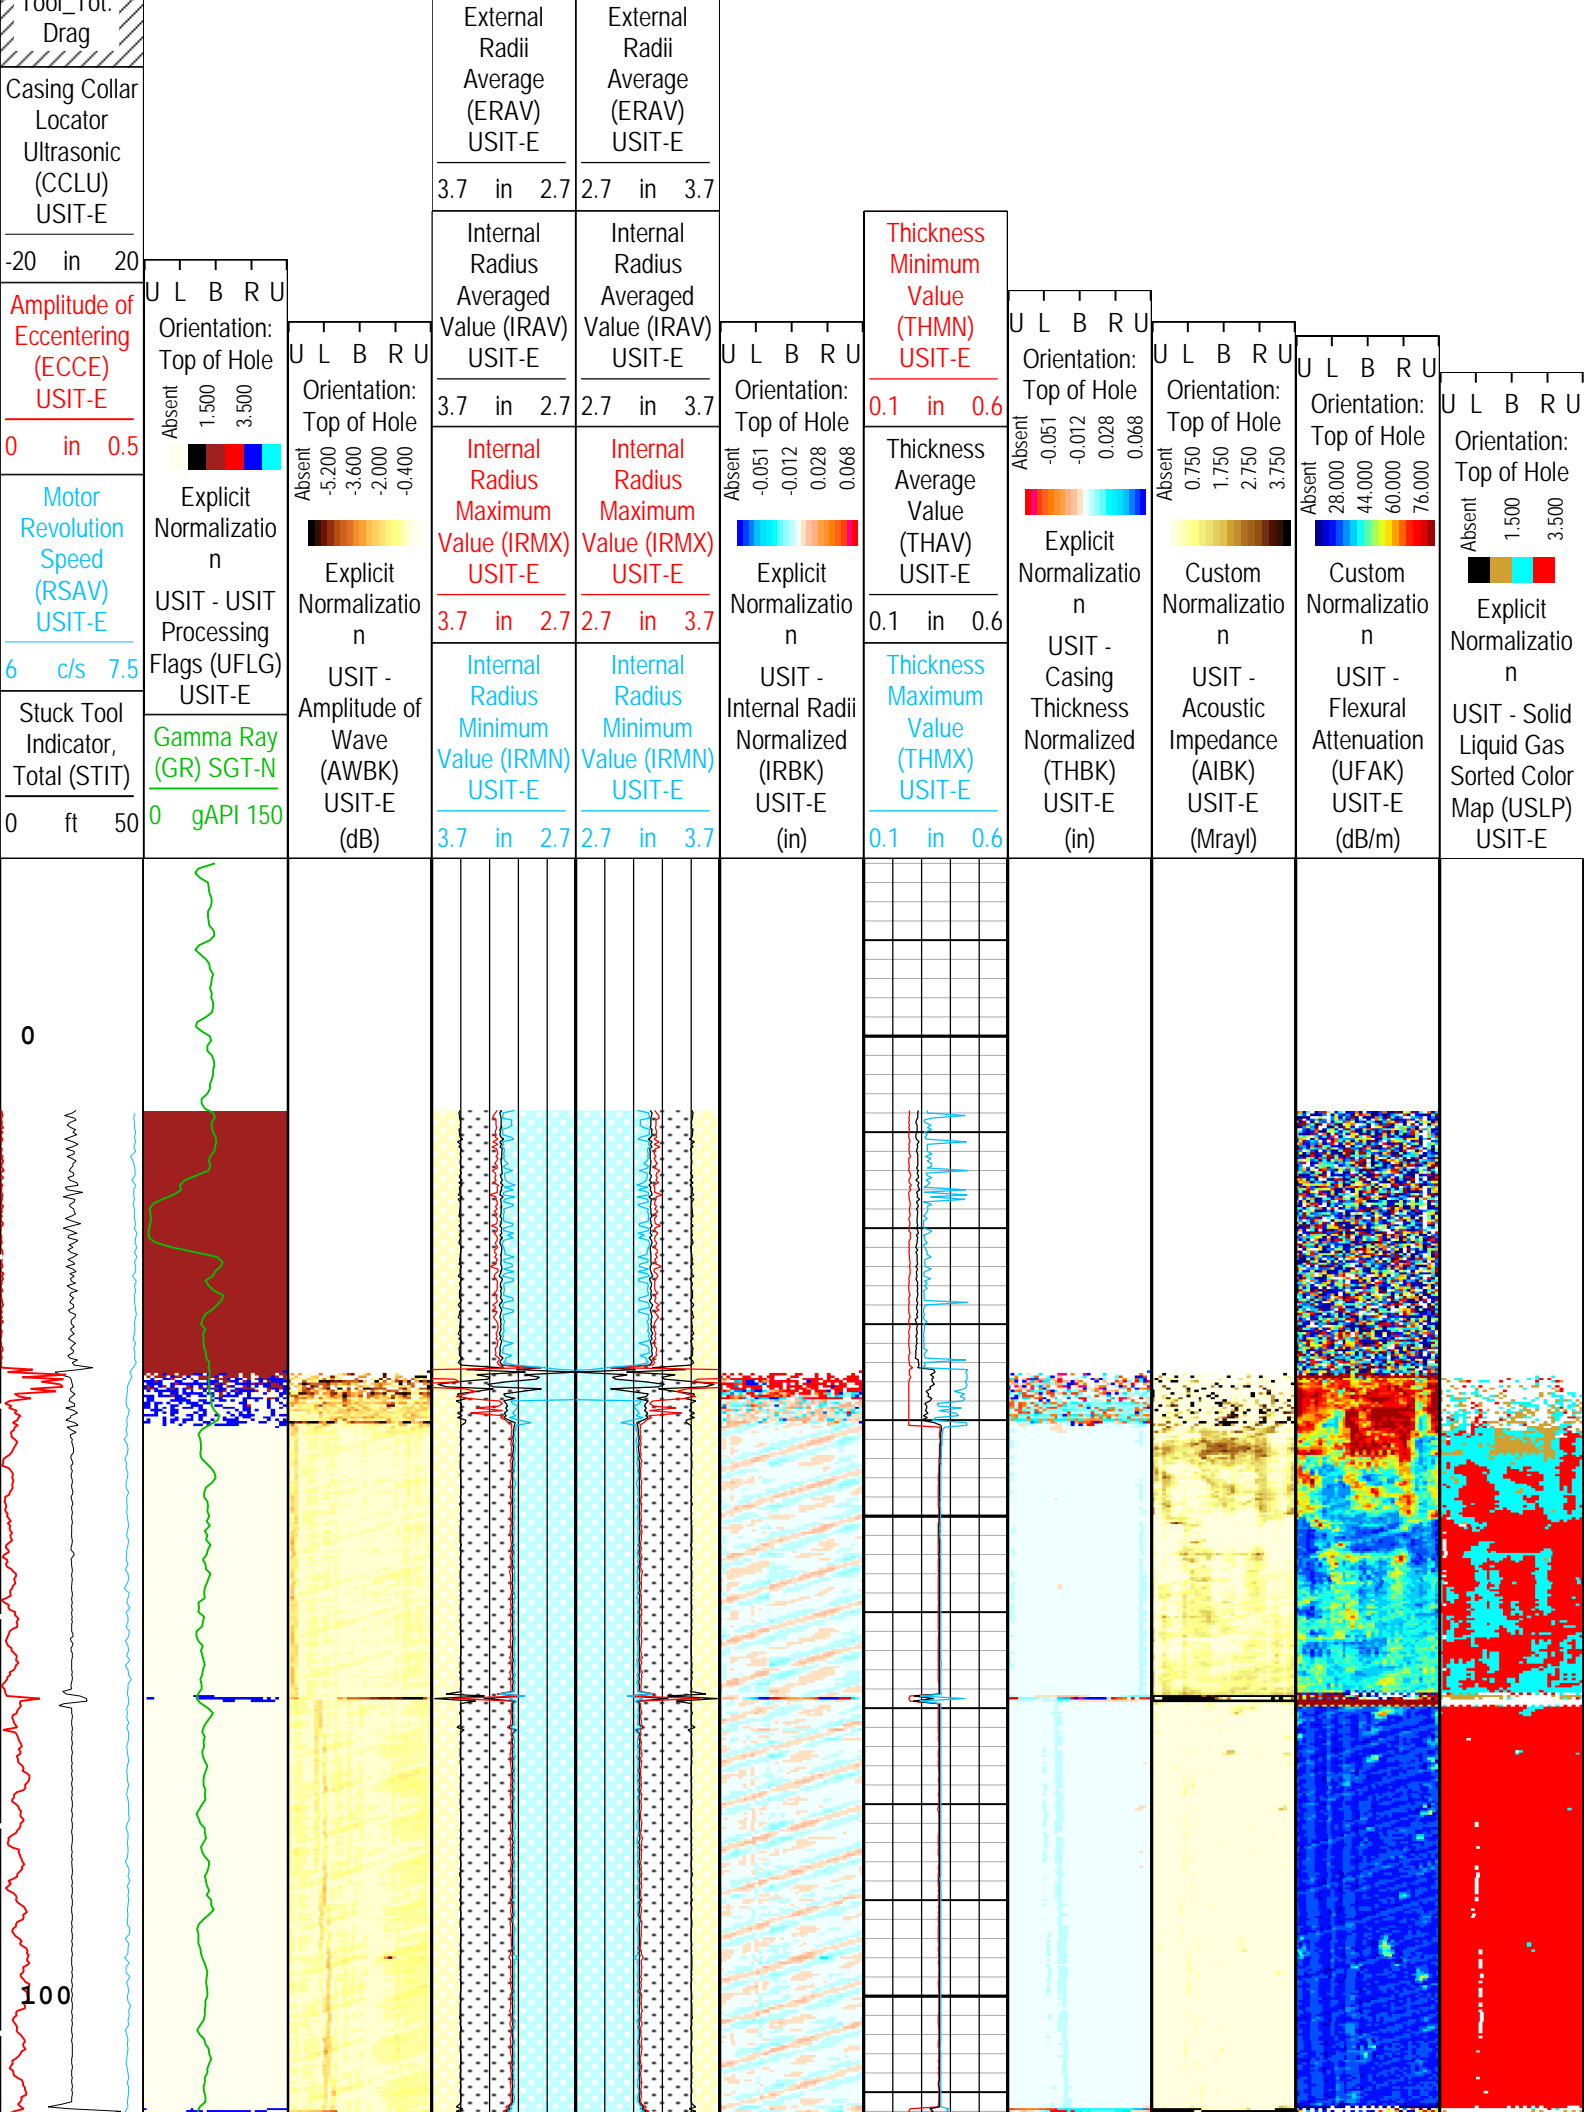 Tool_Tot.
Drag
Casing Collar
Locator
Ultrasonic
(CCLU)
USIT-E
-20 in 20
Amplitude of
Eccentering
(ECCE)
USIT-E
0 in 0.5
Motor
Revolution
Speed
(RSAV)
USIT-E
6 c/s 7.5
Stuck Tool
Indicator,
Total (STIT)
0 ft 50
U L B R U
Orientation:
Top of Hole
Absent
1.500
3.500
Explicit
Normalizatio
n
USIT - USIT
Processing
Flags (UFLG)
USIT-E
Gamma Ray
(GR) SGT-N
0 gAPI 150
U L B R U
Orientation:
Top of Hole
Absent
-5.200
-3.600
-2.000
-0.400
Explicit
Normalizatio
n
USIT -
Amplitude of
Wave
(AWBK)
USIT-E
(dB)
External
Radii
Average
(ERAV)
USIT-E
3.7 in 2.7
Internal
Radius
Averaged
Value (IRAV)
USIT-E
3.7 in 2.7
Internal
Radius
Maximum
Value (IRMX)
USIT-E
3.7 in 2.7
Internal
Radius
Minimum
Value (IRMN)
USIT-E
3.7 in 2.7
External
Radii
Average
(ERAV)
USIT-E
2.7 in 3.7
Internal
Radius
Averaged
Value (IRAV)
USIT-E
2.7 in 3.7
Internal
Radius
Maximum
Value (IRMX)
USIT-E
2.7 in 3.7
Internal
Radius
Minimum
Value (IRMN)
USIT-E
2.7 in 3.7
U L B R U
Orientation:
Top of Hole
Absent
-0.051
-0.012
0.028
0.068
Explicit
Normalizatio
n
USIT -
Internal Radii
Normalized
(IRBK)
USIT-E
(in)
Thickness
Minimum
Value
(THMN)
USIT-E
0.1 in 0.6
Thickness
Average
Value
(THAV)
USIT-E
0.1 in 0.6
Thickness
Maximum
Value
(THMX)
USIT-E
0.1 in 0.6
U L B R U
Orientation:
Top of Hole
Absent
-0.051
-0.012
0.028
0.068
Explicit
Normalizatio
n
USIT -
Casing
Thickness
Normalized
(THBK)
USIT-E
(in)
U L B R U
Orientation:
Top of Hole
Absent
0.750
1.750
2.750
3.750
Custom
Normalizatio
n
USIT -
Acoustic
Impedance
(AIBK)
USIT-E
(Mrayl)
U L B R U
Orientation:
Top of Hole
Absent
28.000
44.000
60.000
76.000
Custom
Normalizatio
n
USIT -
Flexural
Attenuation
(UFAK)
USIT-E
(dB/m)
U L B R U
Orientation:
Top of Hole
Absent
1.500
3.500
Explicit
Normalizatio
n
USIT - Solid
Liquid Gas
Sorted Color
Map (USLP)
USIT-E
0
100